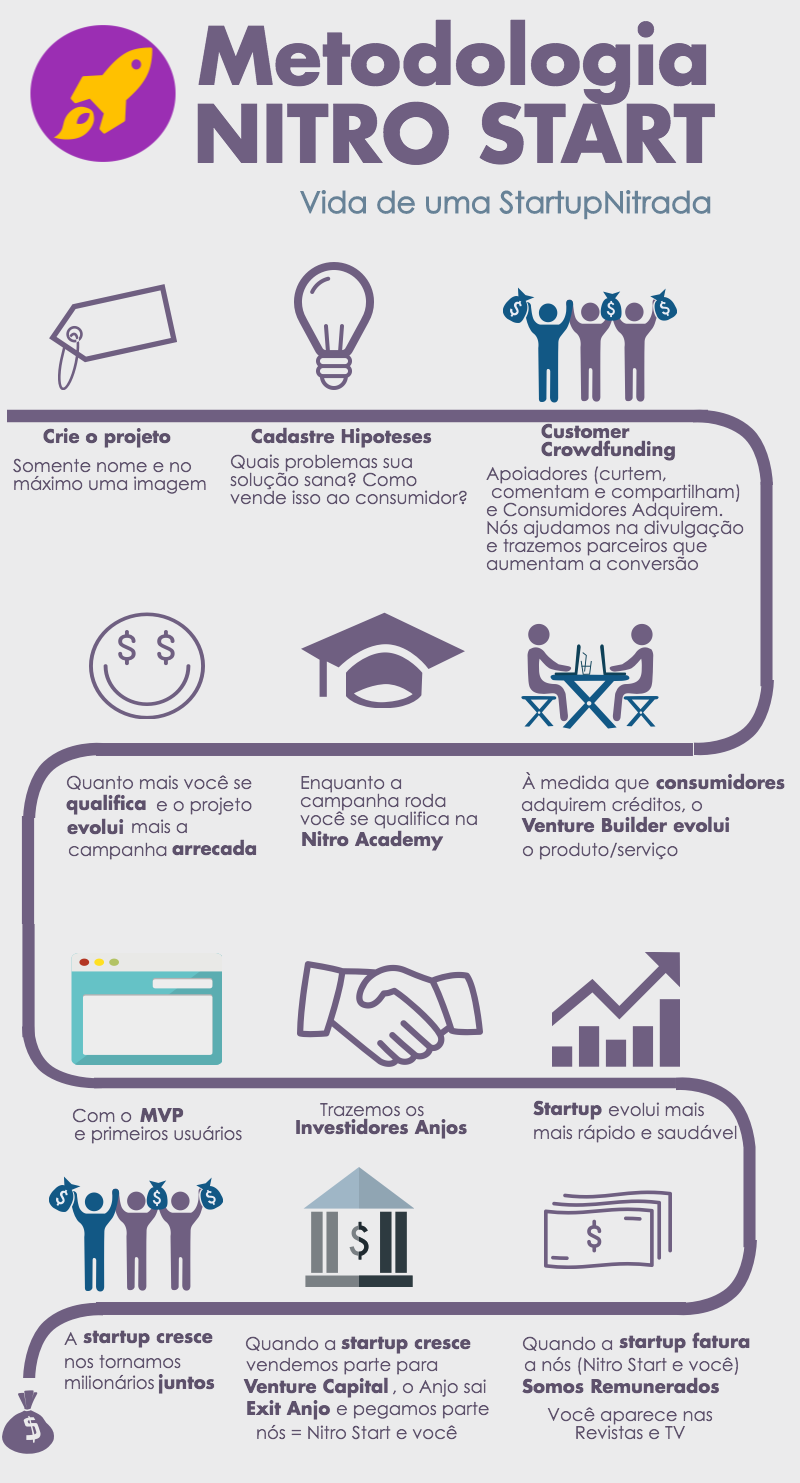 Metodologia
NITRO START
Vida de uma StartupNitrada
Crie o projeto
Somente nome e no
máximo uma imagem
Cadastre Hipoteses
Quais problemas sua
solução sana? Como
vende isso ao consumidor?
$ $ $
Customer
Crowdfunding
Apoiadores (curtem,
comentam e compartilham)
e Consumidores Adquirem.
Nós ajudamos na divulgação
e trazemos parceiros que
aumentam a conversão
$ $
À medida que consumidores
adquirem créditos, o
Venture Builder evolui
o produto/serviço
Enquanto a
campanha roda
você se qualifica na
Nitro Academy
Quanto mais você se
qualifica e o projeto
evolui mais a
campanha arrecada
Com o MVP
e primeiros usuários
Trazemos os
Investidores Anjos
Startup evolui mais
mais rápido e saudável
$ $ $
$
$
Quando a startup fatura
a nós (Nitro Start e você)
Somos Remunerados
Você aparece nas
Revistas e TV
Quando a startup cresce
vendemos parte para
Venture Capital , o Anjo sai
Exit Anjo e pegamos parte
nós = Nitro Start e você
A startup cresce
nos tornamos
milionários juntos
$